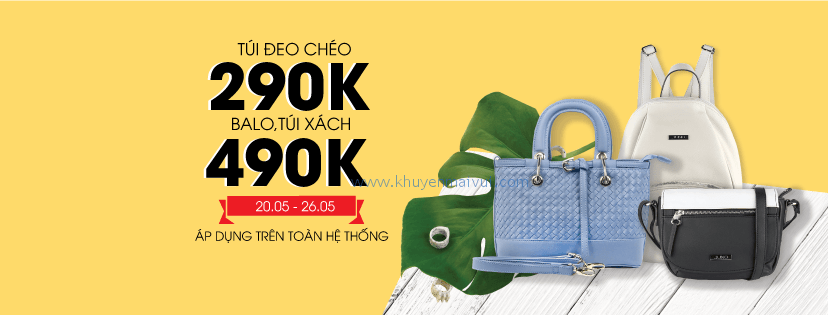 TÚI ĐEO CHÉO
290K
BALO,TÚI XÁCH
490K
www.khuyenmaivui.com
20.05 - 26.05
ÁP DỤNG TRÊN TOÀN HỆ THỐNG